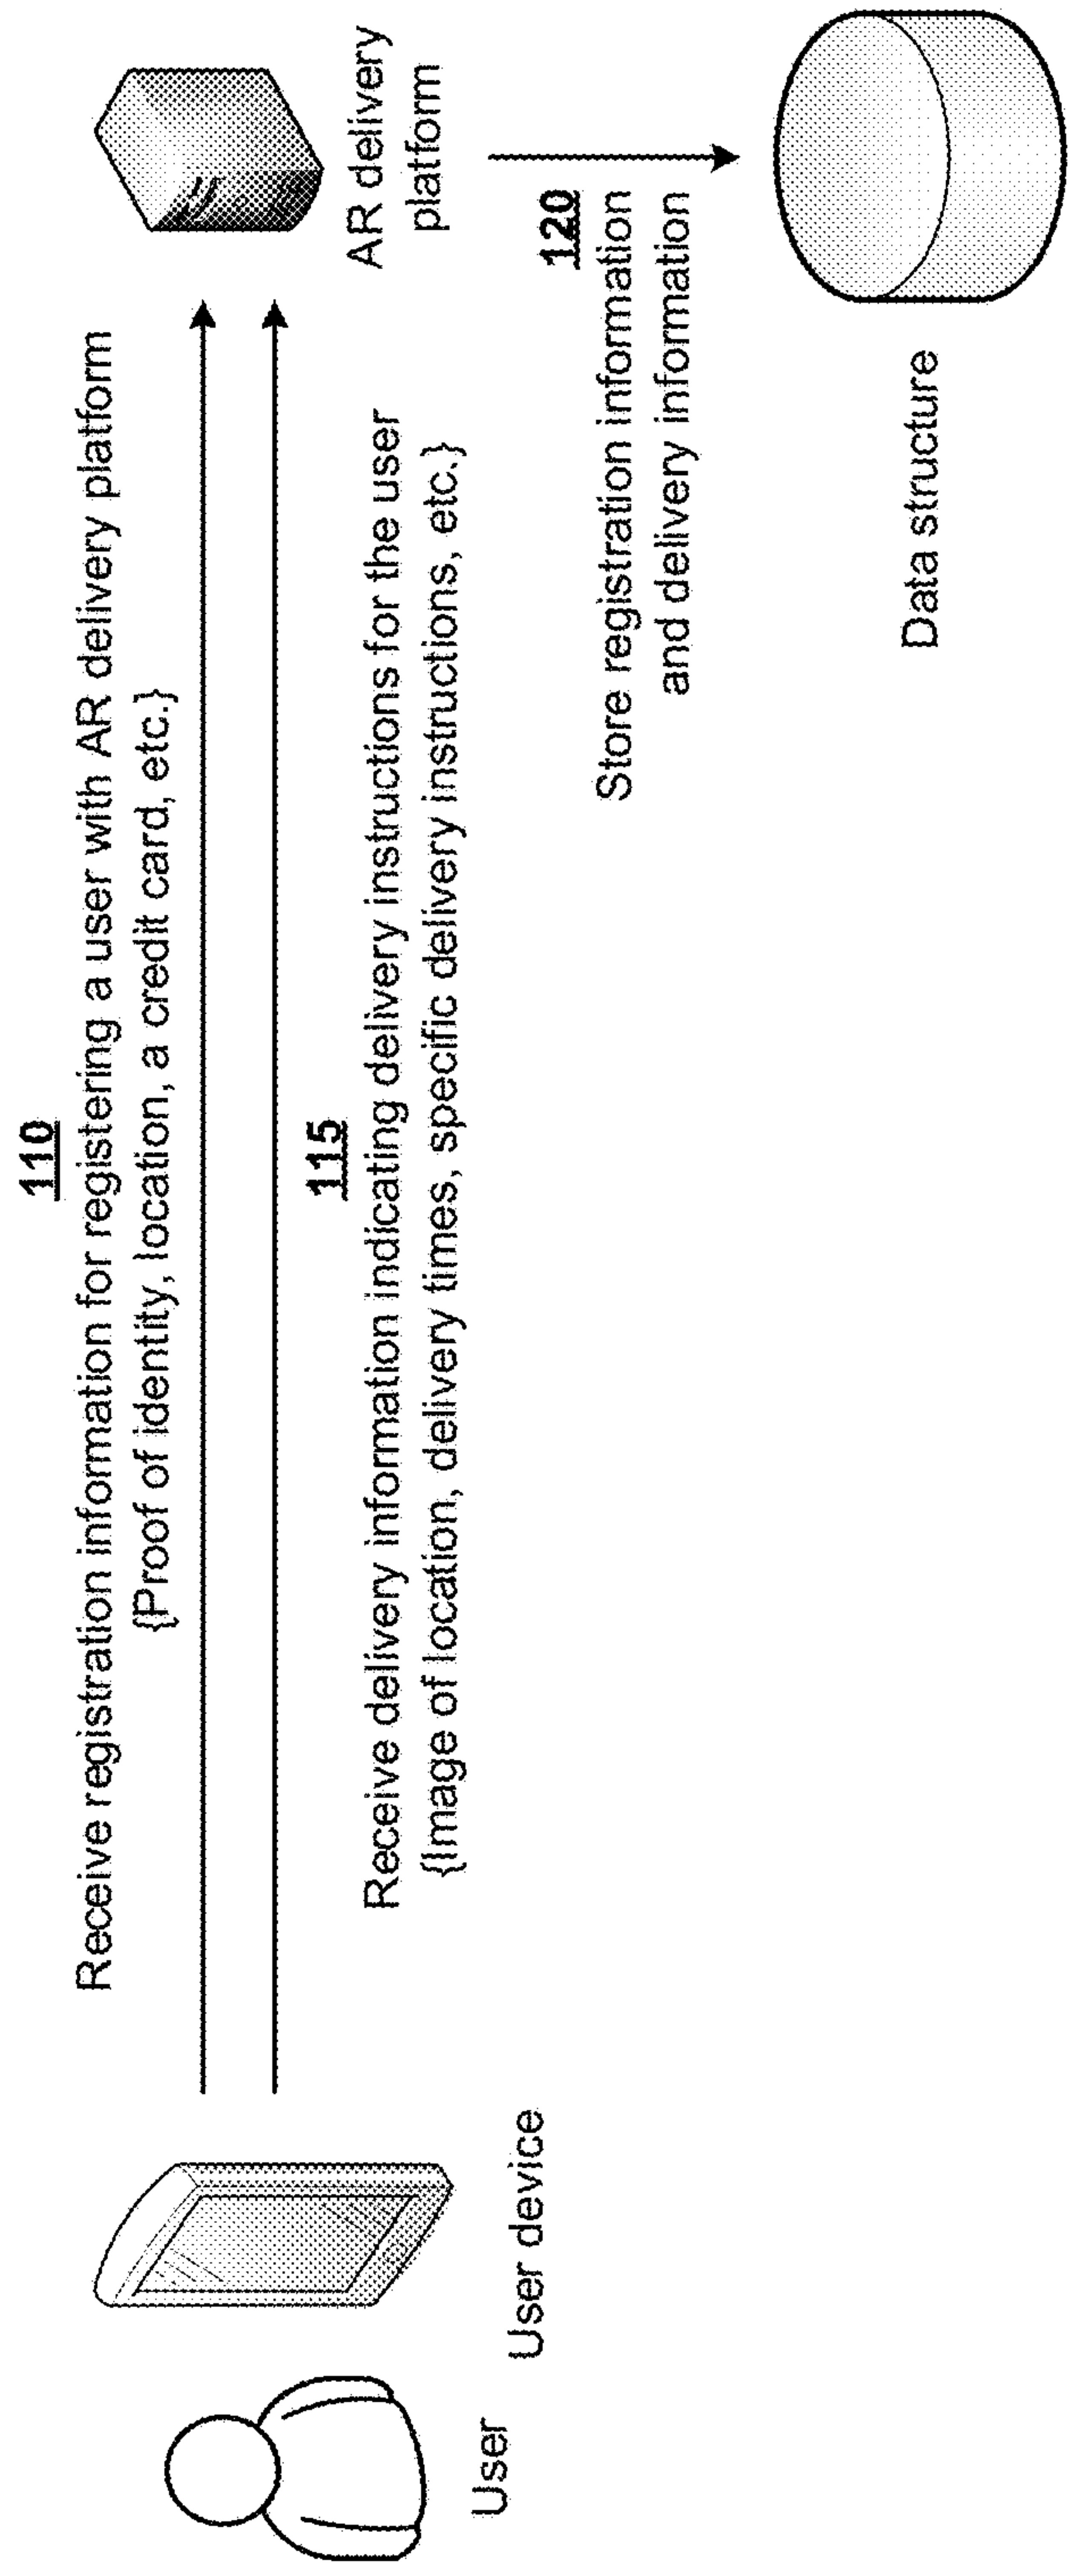 110
Receive registration information for registering a user with AR delivery platform
{Proof of identity, location, a credit card, etc.}
115
Receive delivery information indicating delivery instructions for the user
{Image of location, delivery times, specific delivery instructions, etc.}
User
User device
AR delivery
platform
120
Store registration information
and delivery information
Data structure